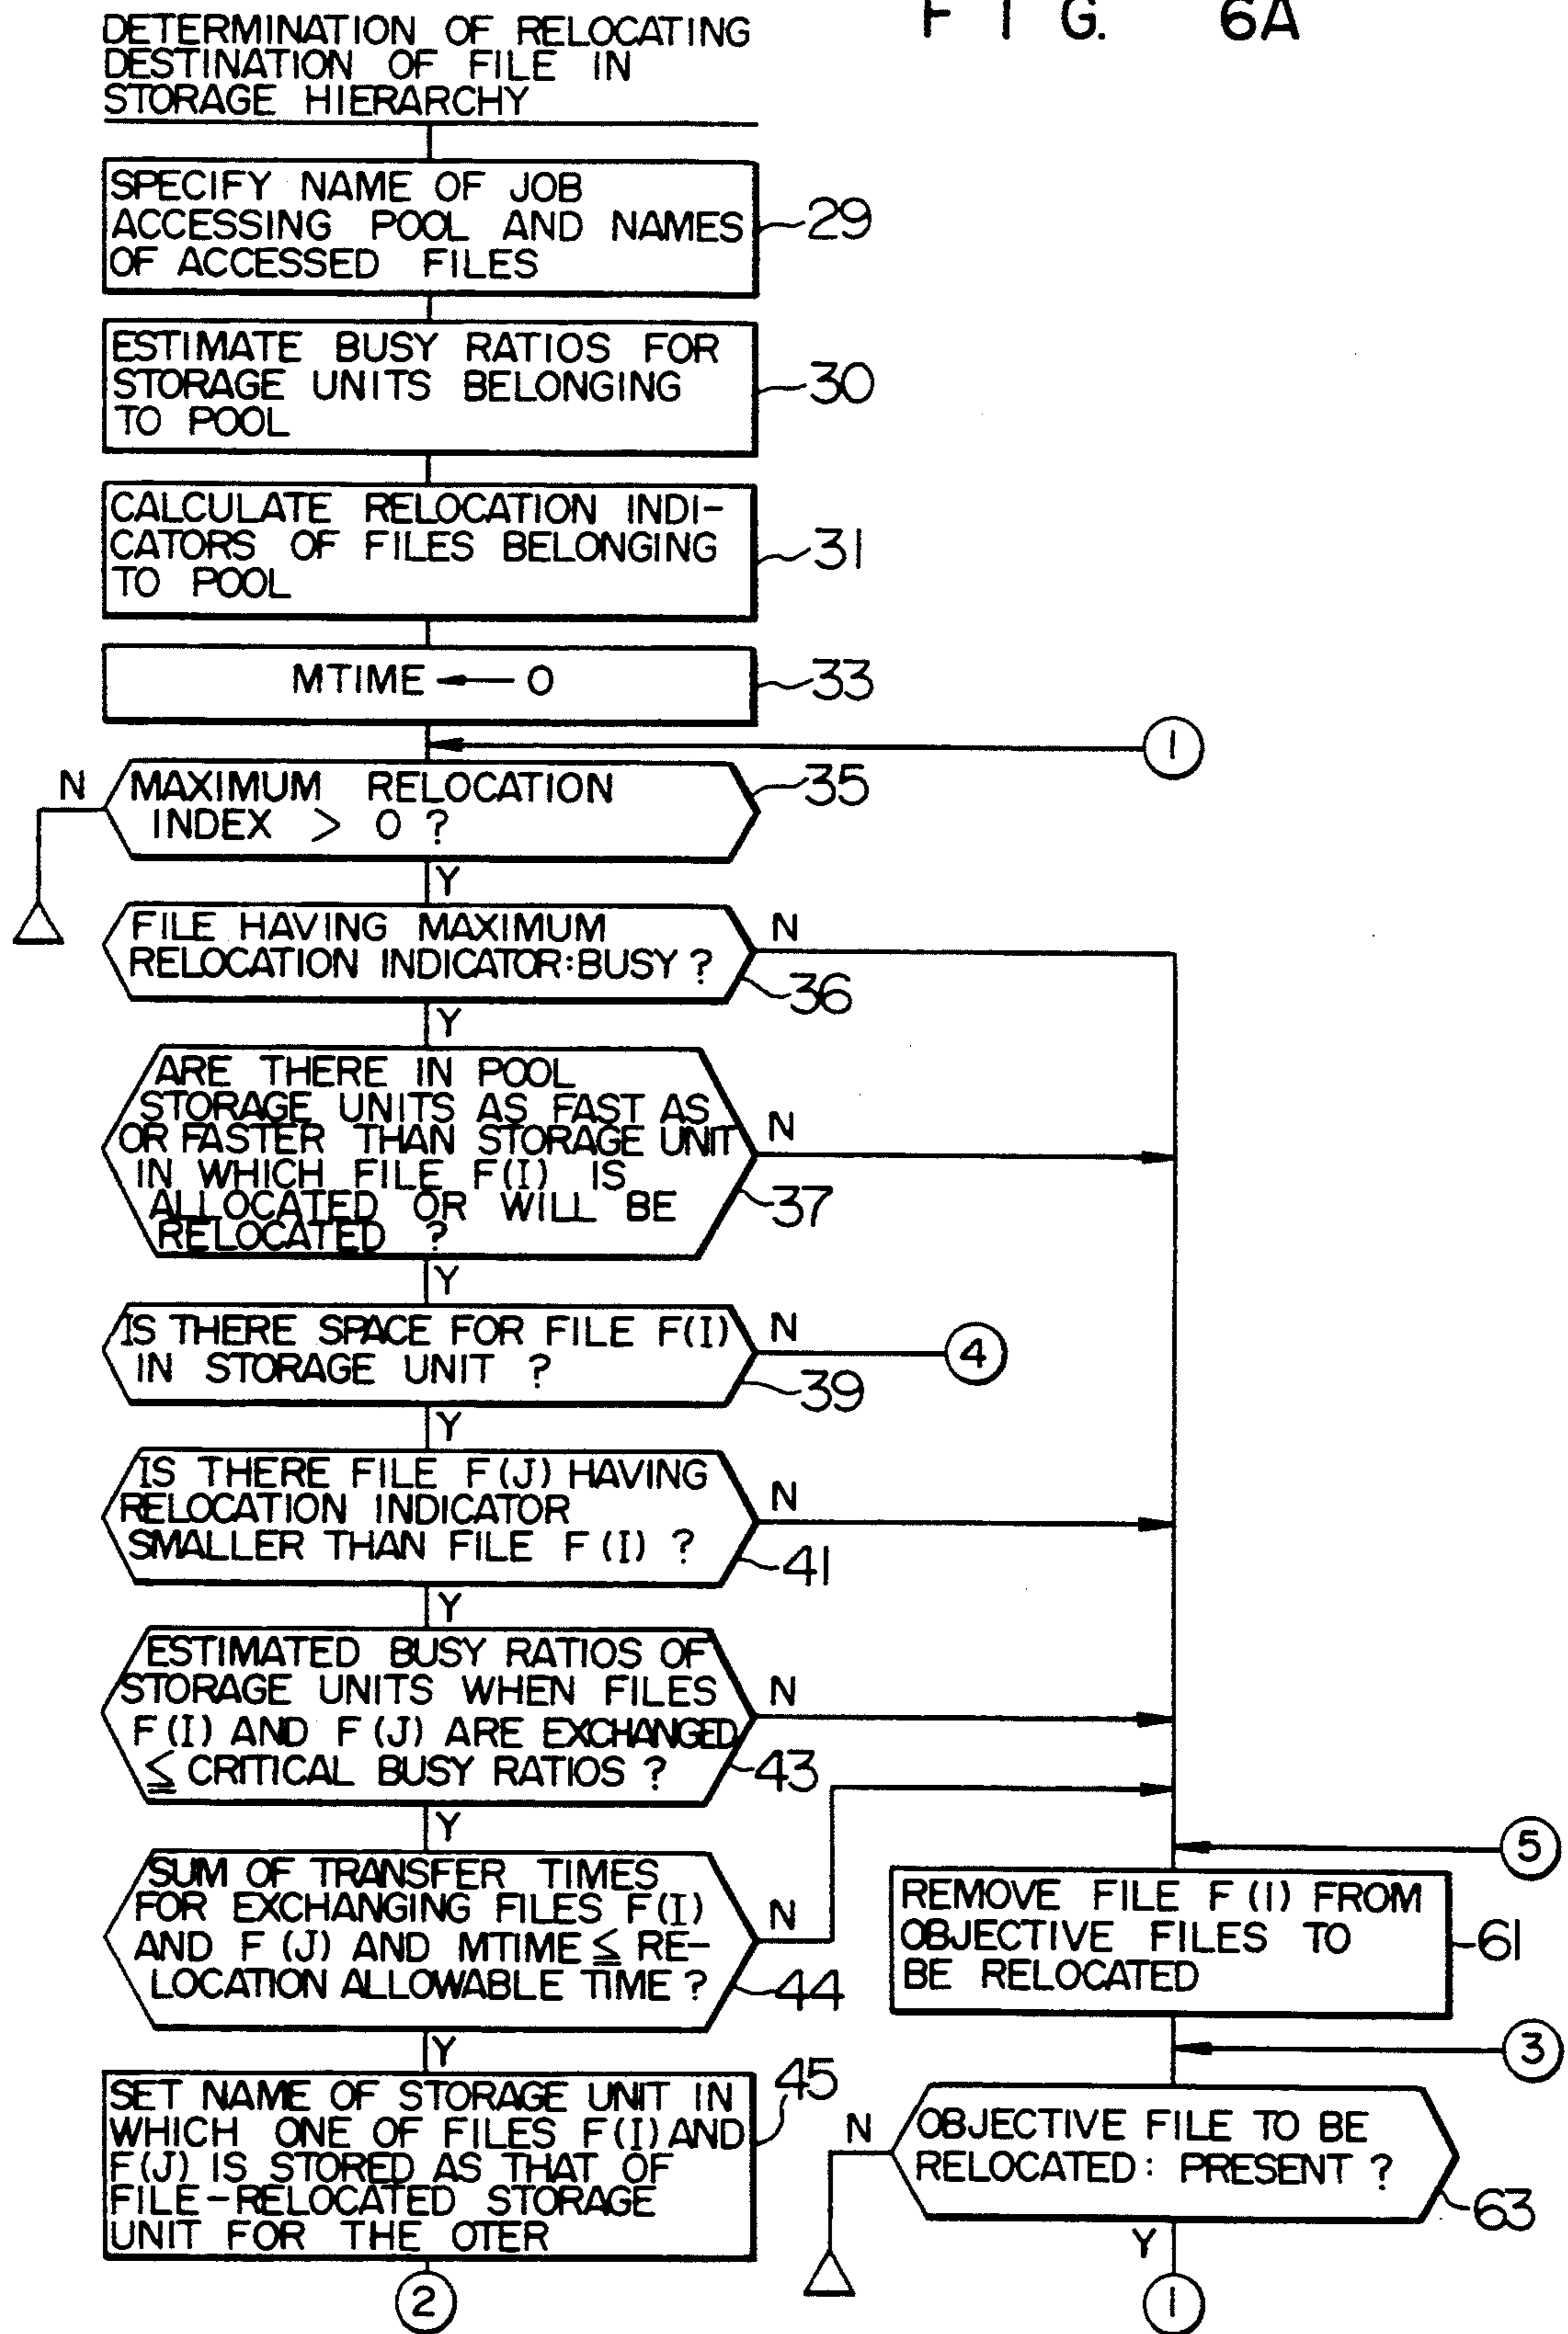 FIG. 6A
DETERMINATION OF RELOCATING
DESTINATION OF FILE IN
STORAGE HIERARCHY
SPECIFY NAME OF JOB
ACCESSING POOL AND NAMES
OF ACCESSED FILES
29
ESTIMATE BUSY RATIOS FOR
STORAGE UNITS BELONGING
TO POOL
30
CALCULATE RELOCATION INDI-
CATORS OF FILES BELONGING
TO POOL
31
MTIME ← 0
33
1
N
MAXIMUM RELOCATION
INDEX > 0 ?
35
Y
FILE HAVING MAXIMUM
RELOCATION INDICATOR:BUSY ?
N
36
Y
ARE THERE IN POOL
STORAGE UNITS AS FAST AS
OR FASTER THAN STORAGE UNIT
IN WHICH FILE F(I) IS
ALLOCATED OR WILL BE
RELOCATED ?
N
37
Y
IS THERE SPACE FOR FILE F(I)
IN STORAGE UNIT ?
N
4
39
Y
IS THERE FILE F(J) HAVING
RELOCATION INDICATOR
SMALLER THAN FILE F(I) ?
N
41
Y
ESTIMATED BUSY RATIOS OF
STORAGE UNITS WHEN FILES
F(I) AND F(J) ARE EXCHANGED
≦ CRITICAL BUSY RATIOS ?
N
43
Y
SUM OF TRANSFER TIMES
FOR EXCHANGING FILES F(I)
AND F(J) AND MTIME ≦ RE-
LOCATION ALLOWABLE TIME ?
N
44
Y
SET NAME OF STORAGE UNIT IN
WHICH ONE OF FILES F(I) AND
F(J) IS STORED AS THAT OF
FILE-RELOCATED STORAGE
UNIT FOR THE OTER
45
2
5
REMOVE FILE F(I) FROM
OBJECTIVE FILES TO
BE RELOCATED
61
3
N
OBJECTIVE FILE TO BE
RELOCATED: PRESENT ?
63
Y
1